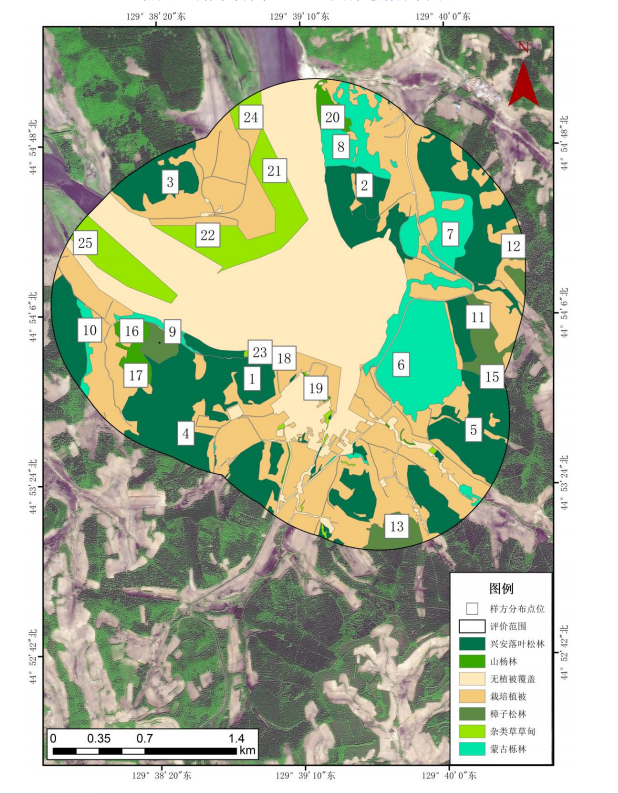 129° 38′20″东
129° 39′10″东
129° 40′0″东
N
44° 54′48″北
44° 54′48″北
24
20
8
21
3
2
22
7
25
12
44° 54′6″北
44° 54′6″北
10
16
9
11
23
18
6
17
1
19
15
4
5
44° 53′24″北
44° 53′24″北
13
图例
样方分布点位
评价范围
兴安落叶松林
山杨林
无植被覆盖
栽培植被
樟子松林
杂类草草甸
蒙古栎林
44° 52′42″北
44° 52′42″北
0 0.35 0.7 1.4
km
129° 38′20″东
129° 39′10″东
129° 40′0″东